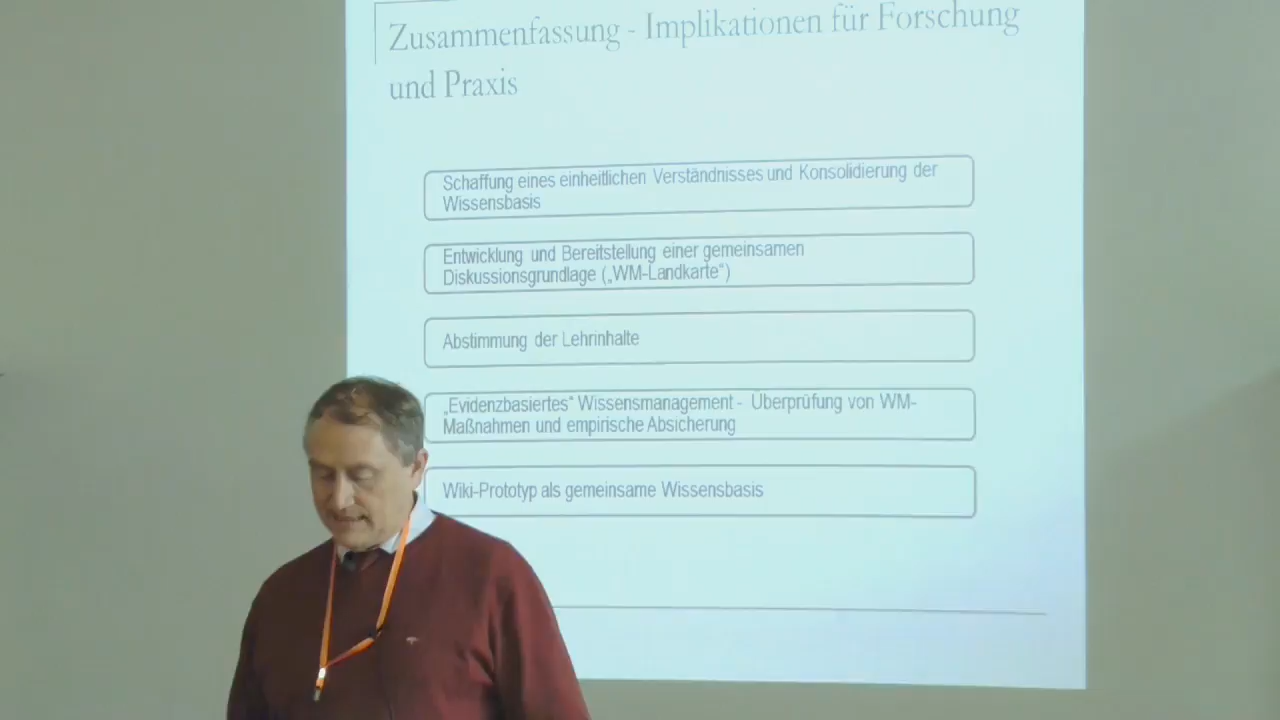 Zusammenfassung - Implikationen für Forschung
und Praxis
Schaffung eines einheitlichen Verständnisses und Konsolidierung der
Wissensbasis
Entwicklung und Bereitstellung einer gemeinsamen
Diskussionsgrundlage („WM-Landkarte“)
Abstimmung der Lehrinhalte
„Evidenzbasiertes“ Wissensmanagement - Überprüfung von WM-
Maßnahmen und empirische Absicherung
Wiki-Prototyp als gemeinsame Wissensbasis